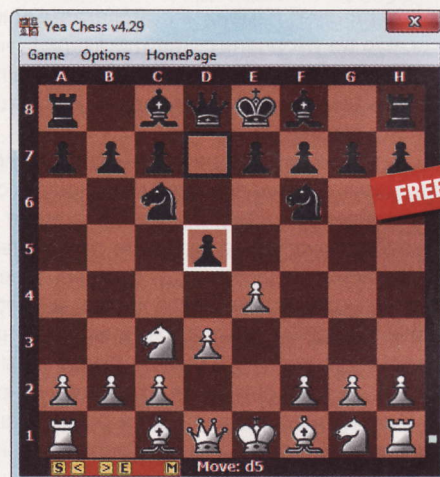 Yea Chess v4.29
x
Game Options HomePage
A B C D E F G H
8
7
6
FREE
5
4
3
2
1
S < > E M Move: d5